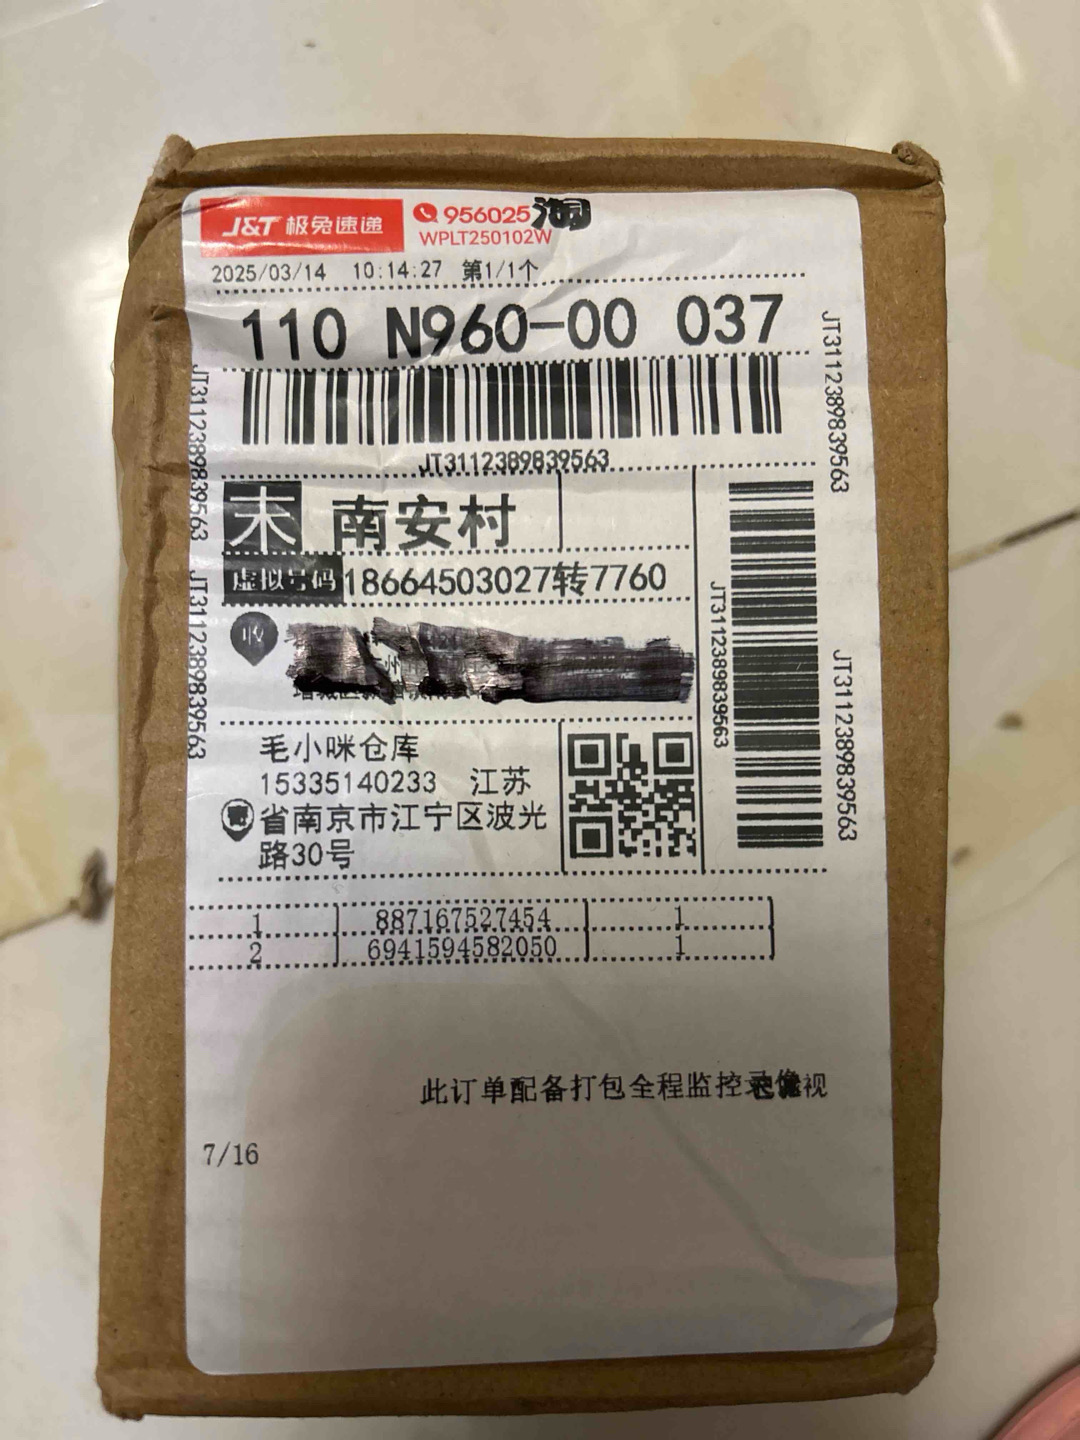 J&T 极兔速递
956025 淘
WPLT250102W
2025/03/14 10:14:27 第1/1个
110 N960-00 037
JT3112389839563
JT3112389839563
JT3112389839563
JT3112389839563
末 南安村
虚拟号码 18664503027转7760
JT3112389839563
JT3112389839563
收
毛小咪仓库
15335140233 江苏
寄 省南京市江宁区波光
路30号
1 887167527454 1
2 6941594582050 1
此订单配备打包全程监控录像视
7/16